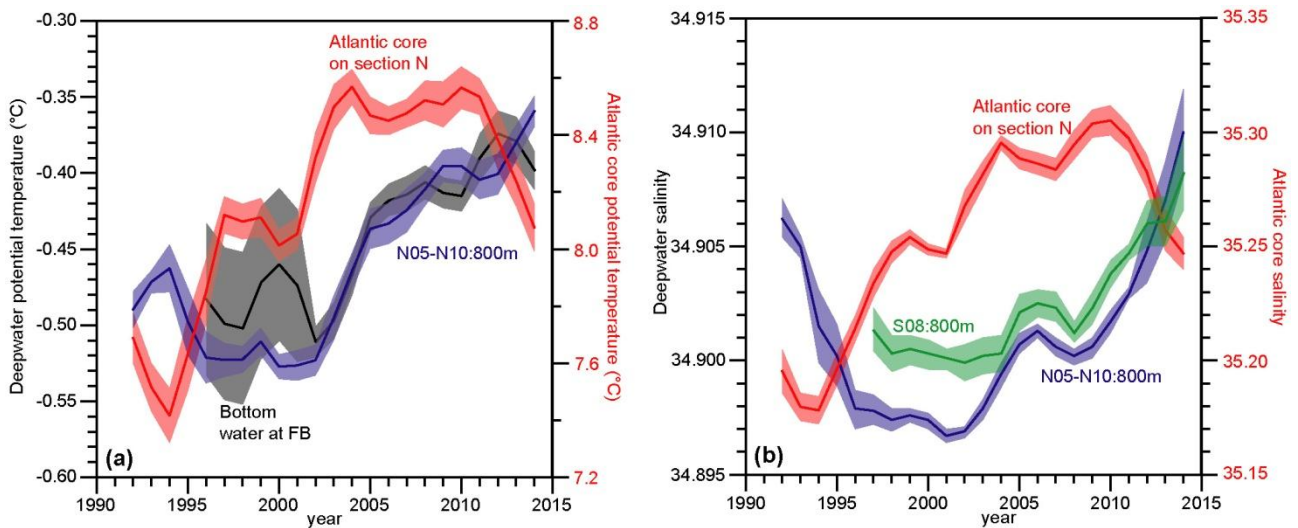 -0.30
-0.35
-0.40
-0.45
-0.50
-0.55
-0.60
Deepwater potential temperature (°C)
8.8
8.4
8.0
7.6
7.2
Atlantic core potential temperature (°C)
Atlantic core
on section N
N05-N10:800m
Bottom
water at FB
(a)
1990
1995
2000
2005
2010
2015
year
34.915
34.910
34.905
34.900
34.895
Deepwater salinity
35.35
35.30
35.25
35.20
35.15
Atlantic core
salinity
Atlantic core
on section N
S08:800m
N05-N10:800m
(b)
1990
1995
2000
2005
2010
2015
year